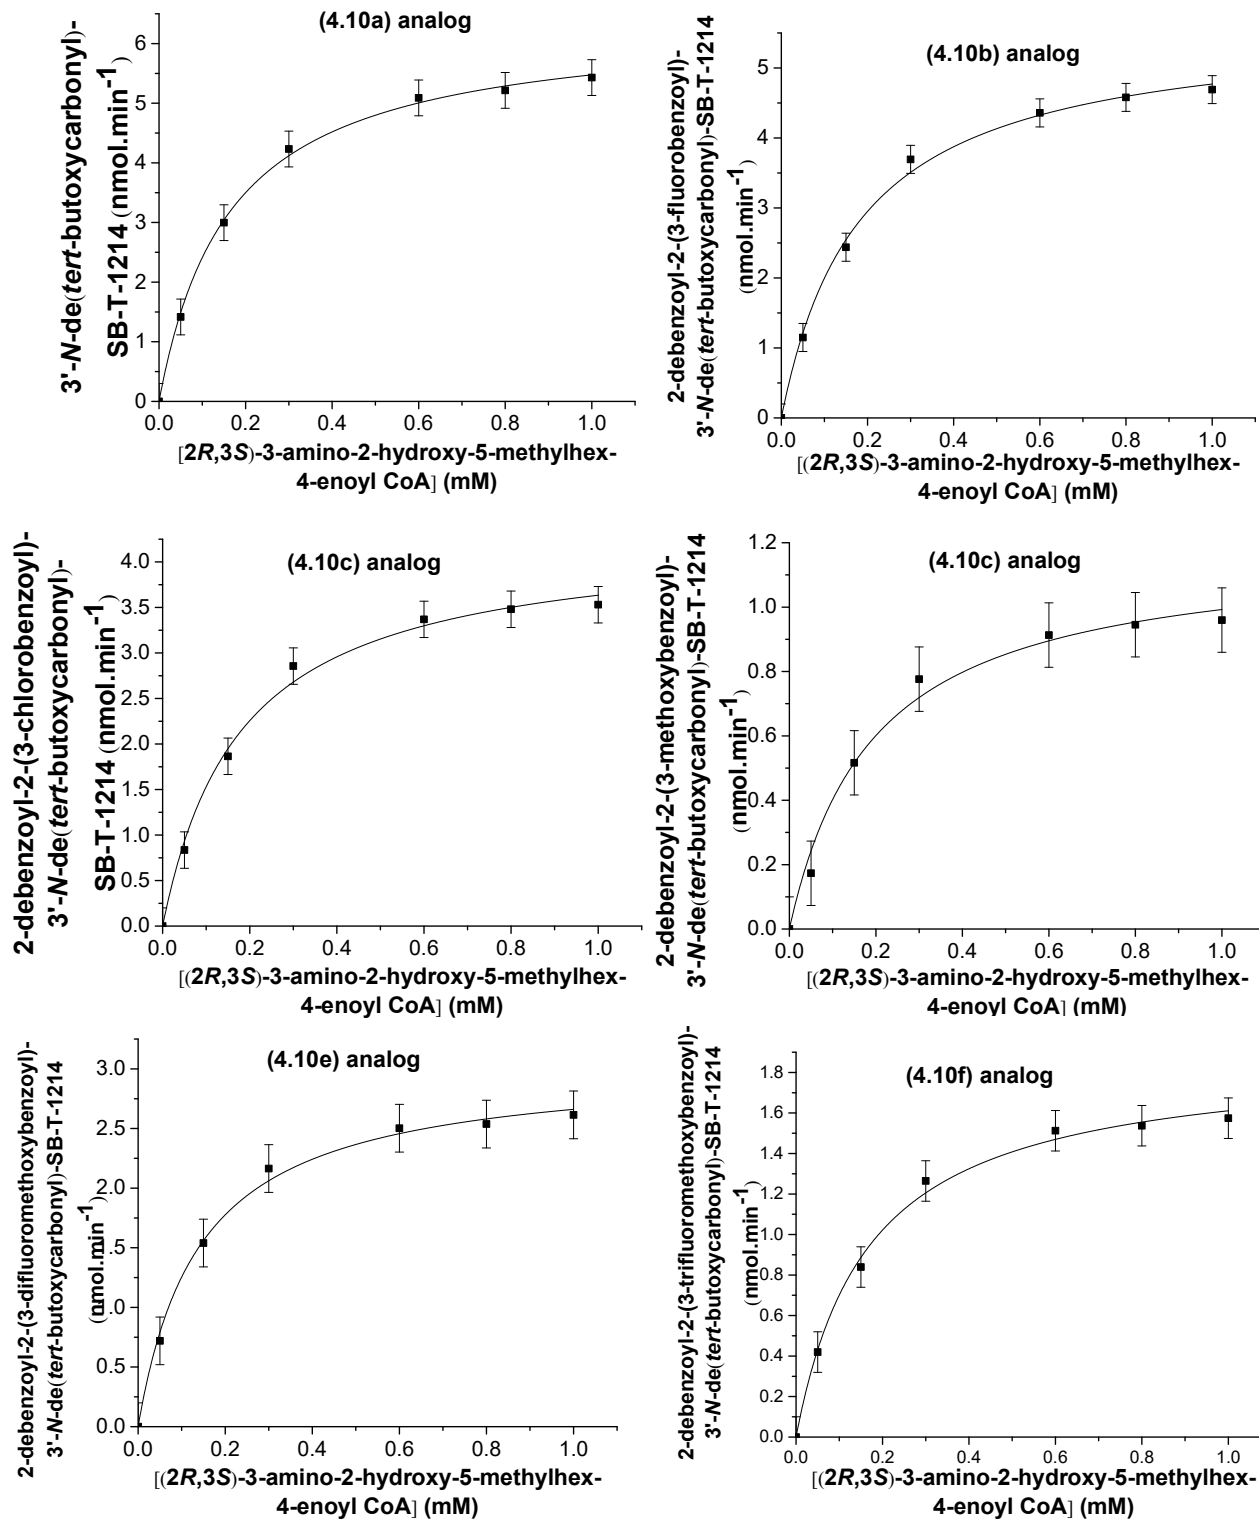 (4.10a) analog
3'-N-de(tert-butoxycarbonyl)-
SB-T-1214 (nmol.min-1)
6
5
4
3
2
1
0
0.0 0.2 0.4 0.6 0.8 1.0
[2R,3S)-3-amino-2-hydroxy-5-methylhex-
4-enoyl CoA] (mM)
(4.10b) analog
2-debenzoyl-2-(3-fluorobenzoyl)-
3'-N-de(tert-butoxycarbonyl)-SB-T-1214
(nmol.min-1)
5
4
3
2
1
0
0.0 0.2 0.4 0.6 0.8 1.0
[(2R,3S)-3-amino-2-hydroxy-5-methylhex-
4-enoyl CoA] (mM)
(4.10c) analog
2-debenzoyl-2-(3-chlorobenzoyl)-
3'-N-de(tert-butoxycarbonyl)-
SB-T-1214 (nmol.min-1)
4.0
3.5
3.0
2.5
2.0
1.5
1.0
0.5
0.0
0.0 0.2 0.4 0.6 0.8 1.0
[(2R,3S)-3-amino-2-hydroxy-5-methylhex-
4-enoyl CoA] (mM)
(4.10c) analog
2-debenzoyl-2-(3-methoxybenzoyl)-
3'-N-de(tert-butoxycarbonyl)-SB-T-1214
(nmol.min-1)
1.2
1.0
0.8
0.6
0.4
0.2
0.0
0.0 0.2 0.4 0.6 0.8 1.0
[(2R,3S)-3-amino-2-hydroxy-5-methylhex-
4-enoyl CoA] (mM)
(4.10e) analog
2-debenzoyl-2-(3-difluoromethoxybenzoyl)-
3'-N-de(tert-butoxycarbonyl)-SB-T-1214
(nmol.min-1)
3.0
2.5
2.0
1.5
1.0
0.5
0.0
0.0 0.2 0.4 0.6 0.8 1.0
[(2R,3S)-3-amino-2-hydroxy-5-methylhex-
4-enoyl CoA] (mM)
(4.10f) analog
2-debenzoyl-2-(3-trifluoromethoxybenzoyl)-
3'-N-de(tert-butoxycarbonyl)-SB-T-1214
(nmol.min-1)
1.8
1.6
1.4
1.2
1.0
0.8
0.6
0.4
0.2
0.0
0.0 0.2 0.4 0.6 0.8 1.0
[(2R,3S)-3-amino-2-hydroxy-5-methylhex-
4-enoyl CoA] (mM)